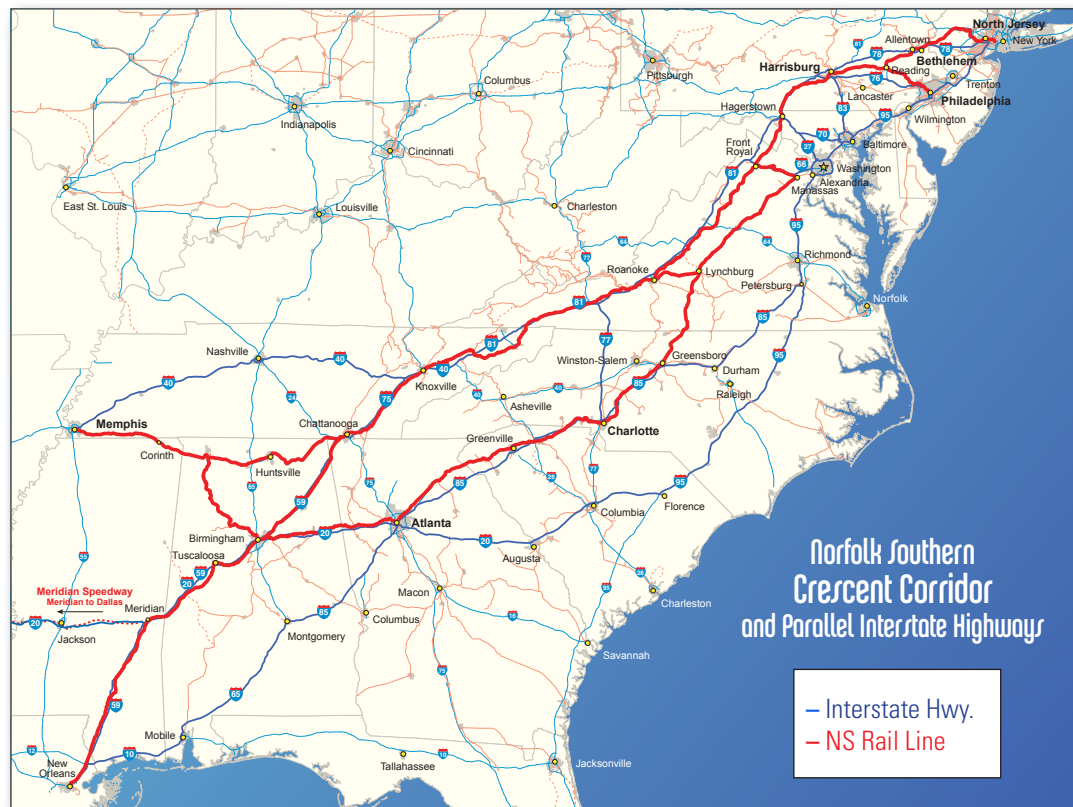 North Jersey
New York
Allentown
81
78
78
Bethlehem
Pittsburgh
Harrisburg
Reading
76
Trenton
Columbus
Lancaster
Philadelphia
Hagerstown
83
95
Wilmington
Indianapolis
70
Baltimore
27
Cincinnati
Front
Royal
66
Washington
81
Alexandria
Manassas
East St. Louis
Louisville
Charleston
95
64
64
77
Richmond
Roanoke
Lynchburg
Petersburg
81
Norfolk
85
77
81
95
Nashville
40
Winston-Salem
Greensboro
40
40
Knoxville
85
Durham
75
40
40
Raleigh
24
Asheville
Memphis
Chattanooga
Greenville
Charlotte
Corinth
Huntsville
77
85
26
65
75
95
59
Columbia
Florence
Atlanta
Birmingham
20
20
Augusta
Tuscaloosa
59
20
55
26
95
Macon
Charleston
Meridian Speedway
Meridian to Dallas
Meridian
85
Columbus
16
20
Jackson
Montgomery
Savannah
75
65
59
Mobile
12
10
10
New
Orleans
Tallahassee
Jacksonville
Norfolk Southern
Crescent Corridor
and Parallel Interstate Highways
Interstate Hwy.
NS Rail Line